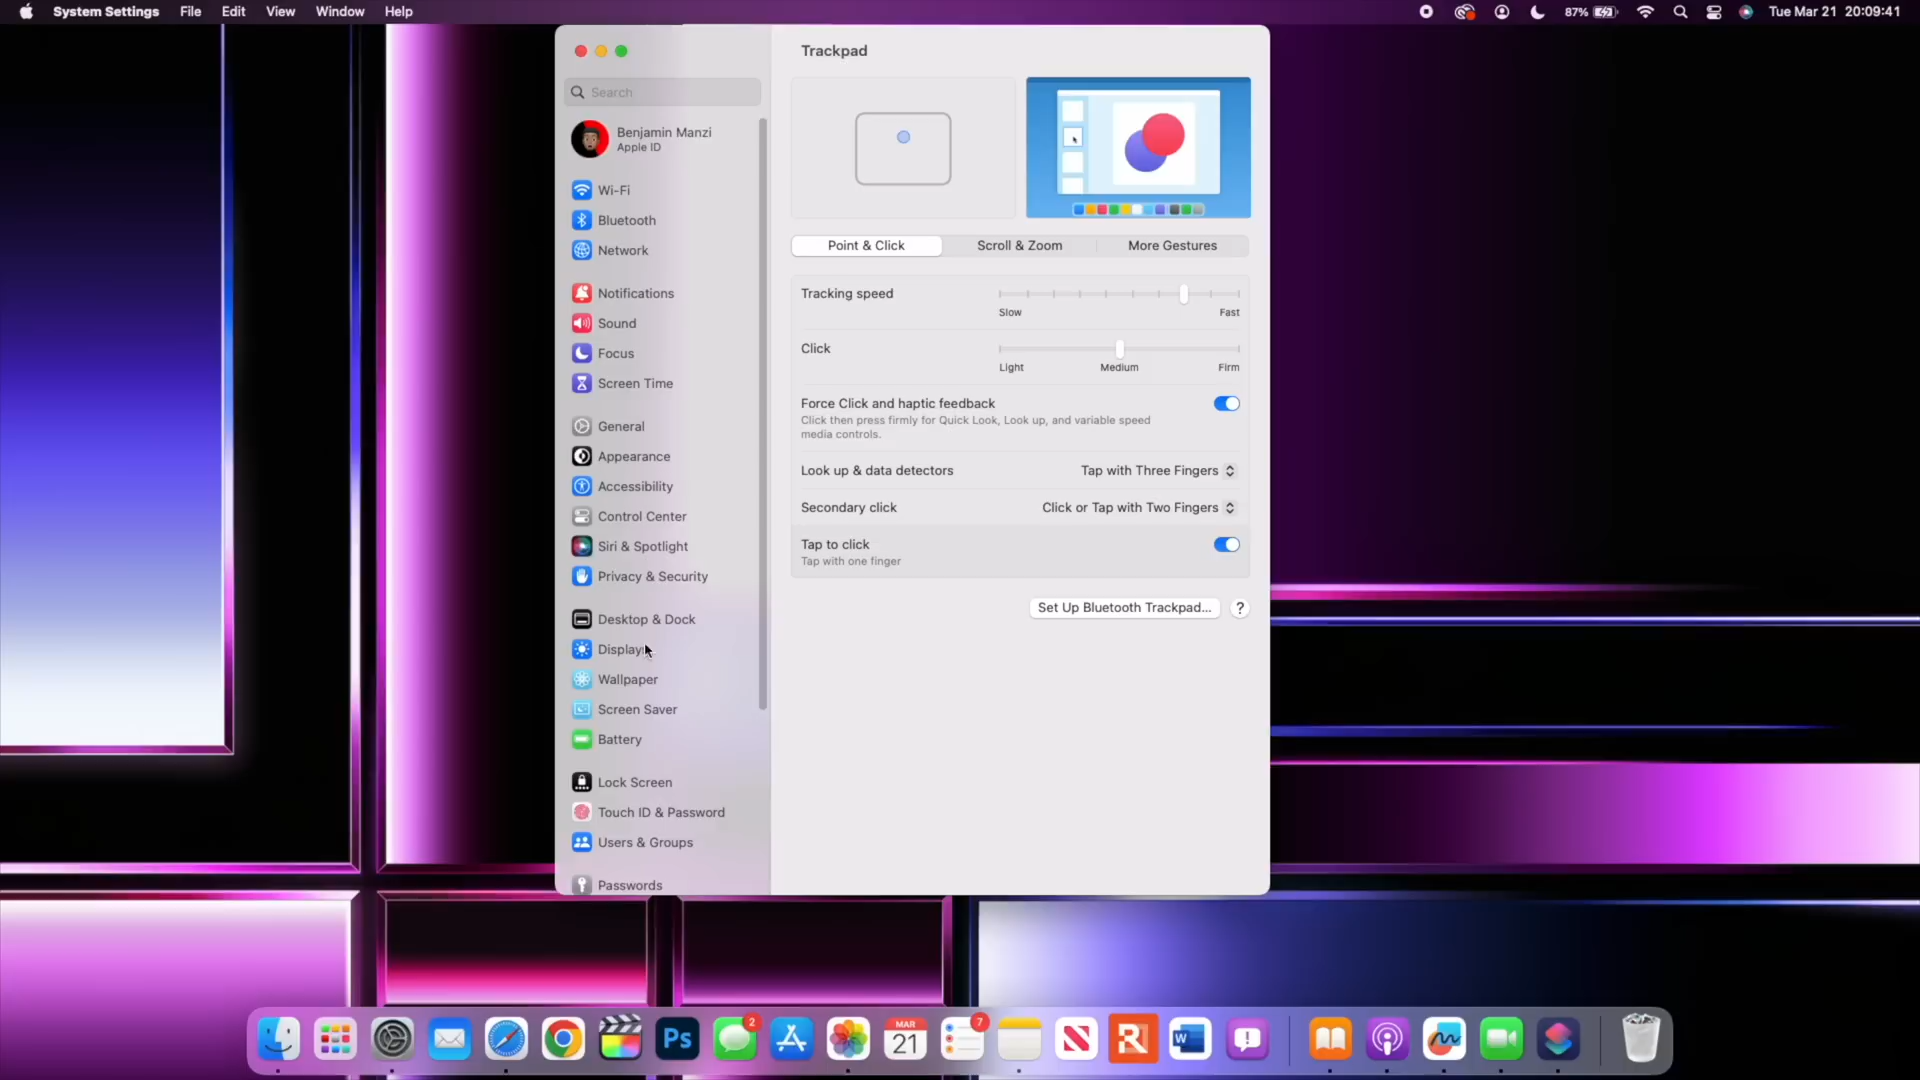 System Settings File Edit View Window Help
87% Tue Mar 21 20:09:41
Trackpad
Search
Benjamin Manzi
Apple ID
Wi-Fi
Bluetooth
Network
Notifications
Sound
Focus
Screen Time
General
Appearance
Accessibility
Control Center
Siri & Spotlight
Privacy & Security
Desktop & Dock
Display
Wallpaper
Screen Saver
Battery
Lock Screen
Touch ID & Password
Users & Groups
Passwords
Point & Click Scroll & Zoom More Gestures
Tracking speed
Slow Fast
Click
Light Medium Firm
Force Click and haptic feedback
Click then press firmly for Quick Look, Look up, and variable speed
media controls.
Look up & data detectors Tap with Three Fingers
Secondary click Click or Tap with Two Fingers
Tap to click
Tap with one finger
Set Up Bluetooth Trackpad... ?
Ps
2
MAR
21
7
N
R
W
!